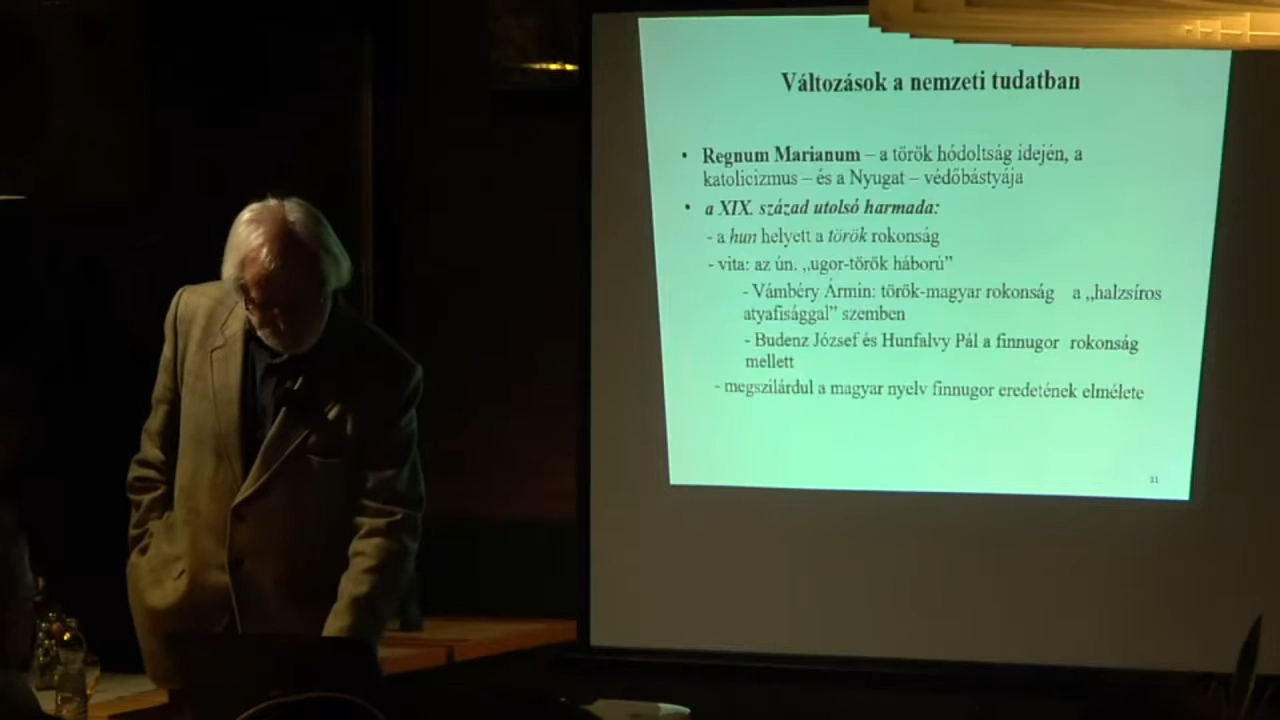 Változások a nemzeti tudatban
• Regnum Marianum – a török hódoltság idején, a
katolicizmus – és a Nyugat – védőbástyája
• a XIX. század utolsó harmada:
- a hun helyett a török rokonság
- vita: az ún. „ugor-török háború”
- Vámbéry Ármin: török-magyar rokonság a „halzsíros
atyafisággal” szemben
- Budenz József és Hunfalvy Pál a finnugor rokonság
mellett
- megszilárdul a magyar nyelv finnugor eredetének elmélete
31